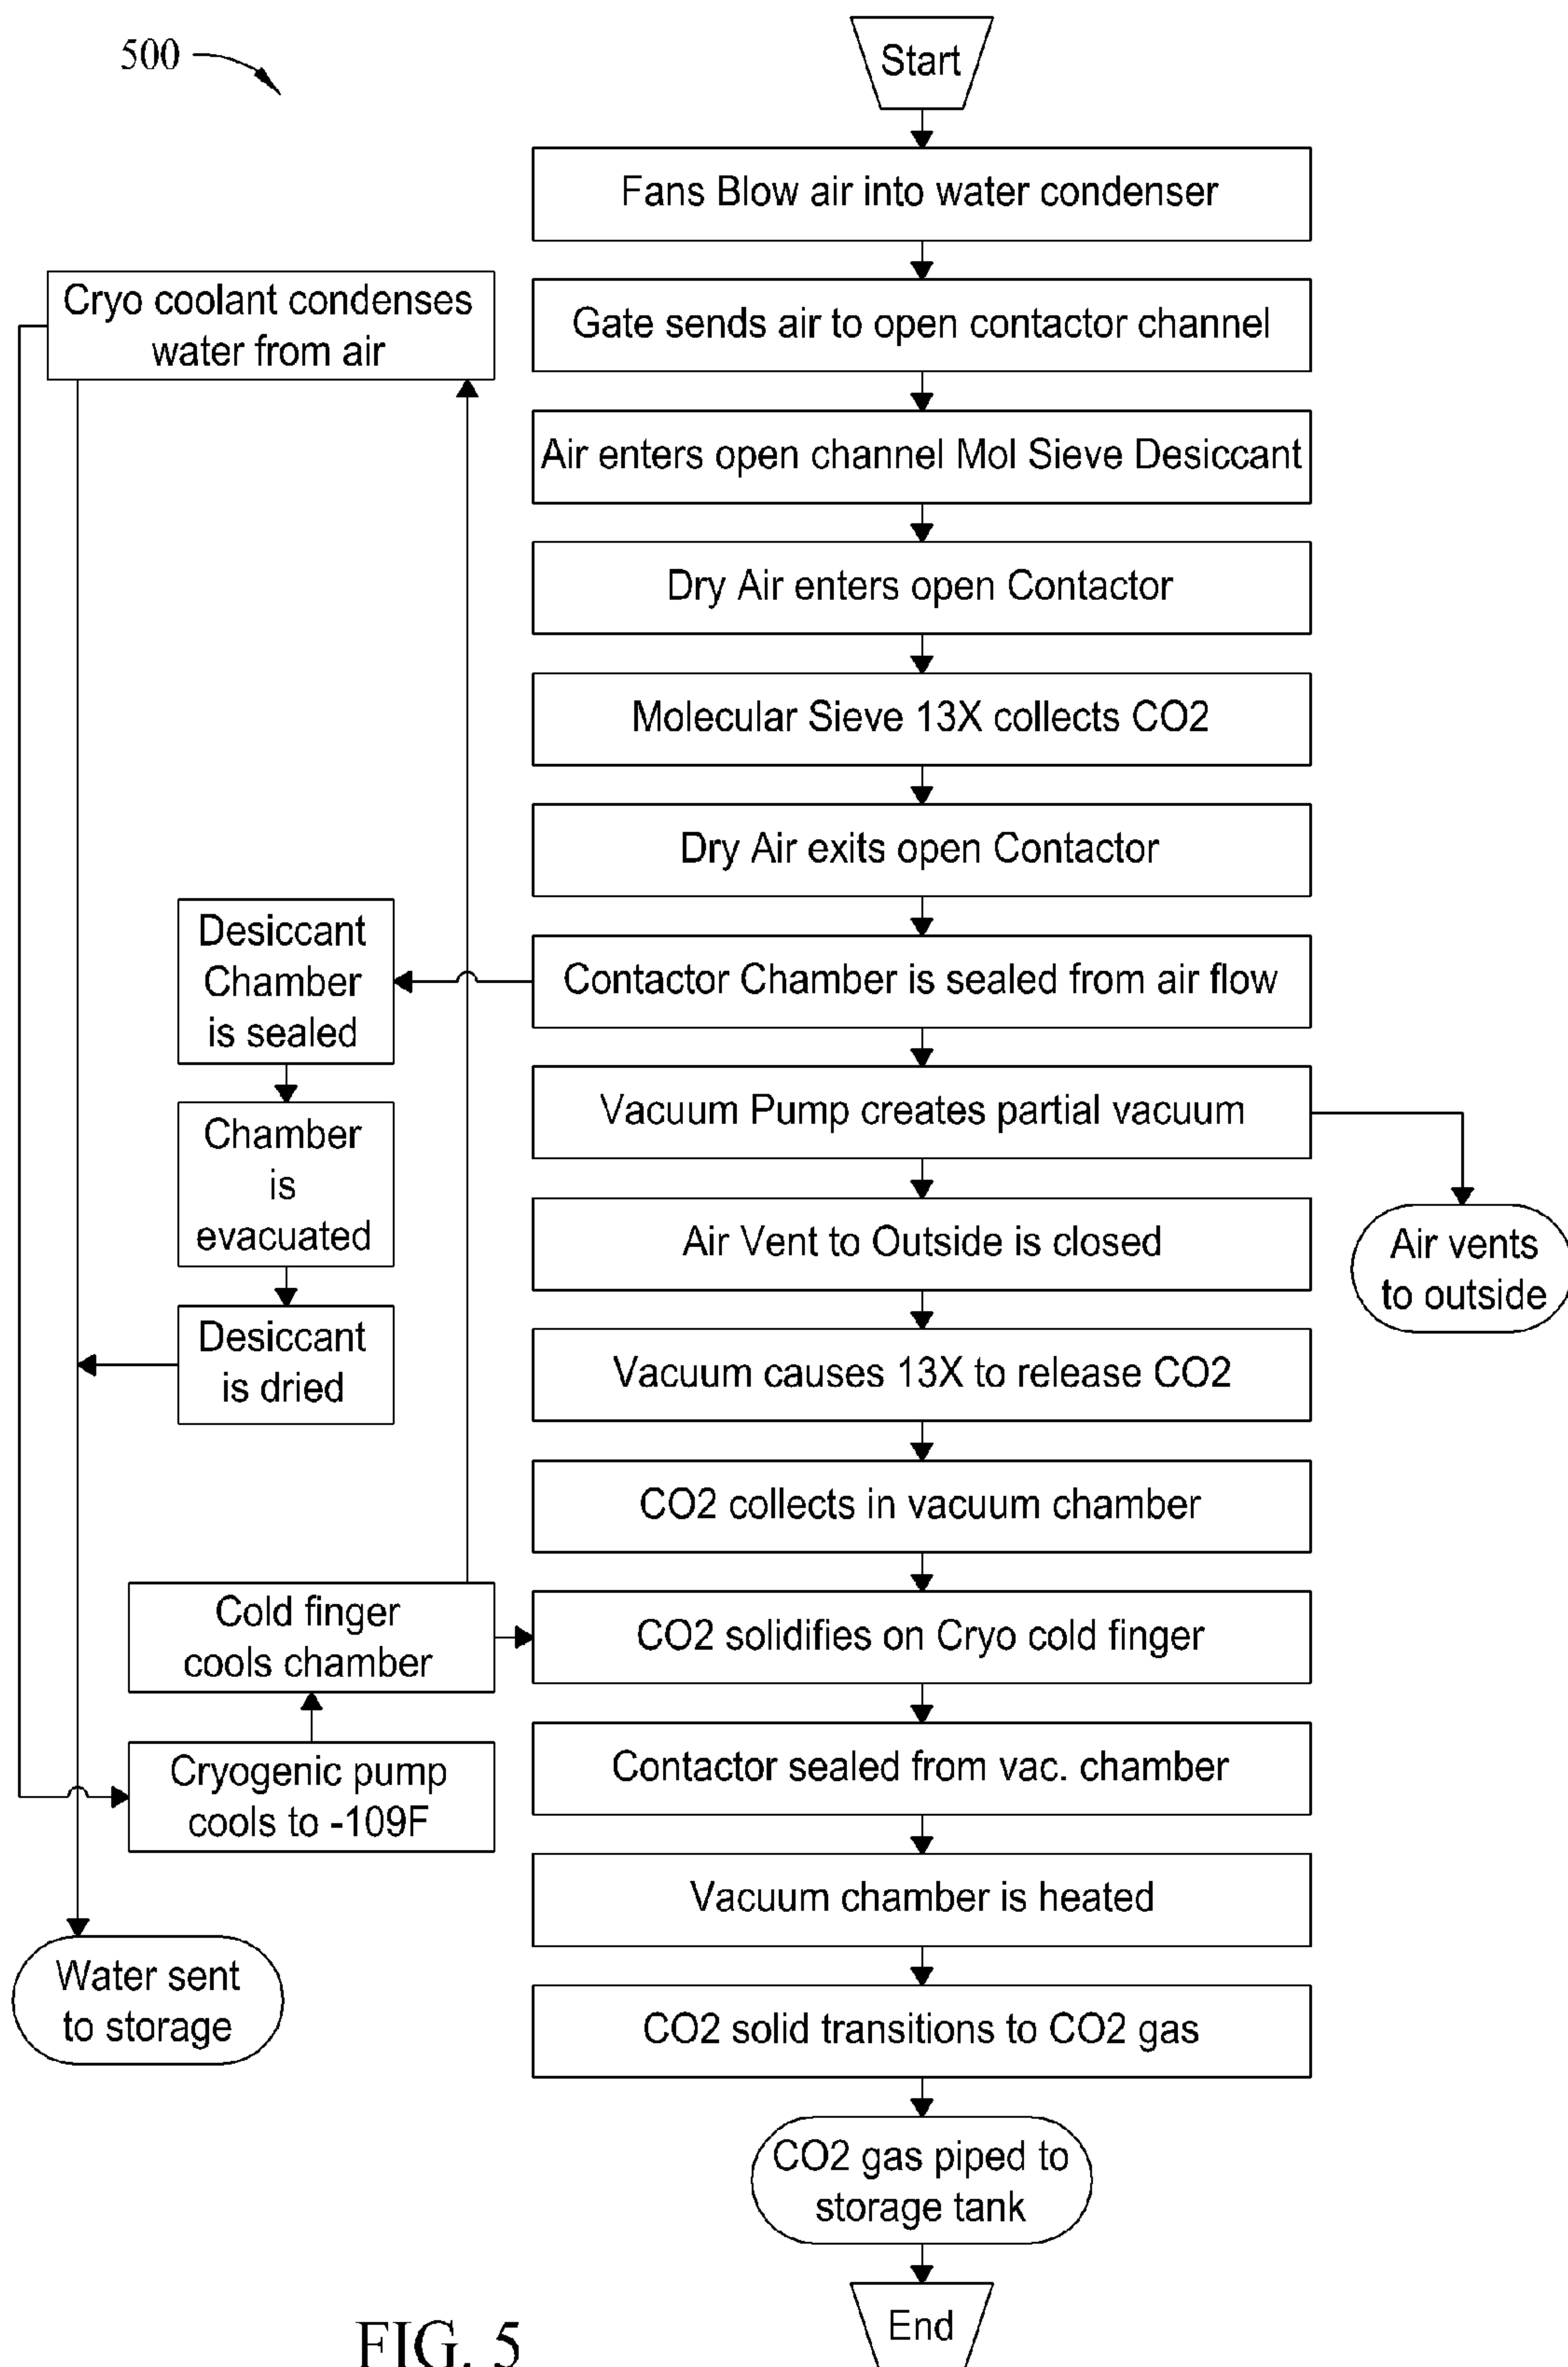 500
Start
Fans Blow air into water condenser
Cryo coolant condenses
water from air
Gate sends air to open contactor channel
Air enters open channel Mol Sieve Desiccant
Dry Air enters open Contactor
Molecular Sieve 13X collects CO2
Dry Air exits open Contactor
Desiccant
Chamber
is sealed
Contactor Chamber is sealed from air flow
Chamber
is
evacuated
Vacuum Pump creates partial vacuum
Air Vent to Outside is closed
Air vents
to outside
Desiccant
is dried
Vacuum causes 13X to release CO2
CO2 collects in vacuum chamber
Cold finger
cools chamber
CO2 solidifies on Cryo cold finger
Cryogenic pump
cools to -109F
Contactor sealed from vac. chamber
Vacuum chamber is heated
Water sent
to storage
CO2 solid transitions to CO2 gas
CO2 gas piped to
storage tank
End
FIG. 5